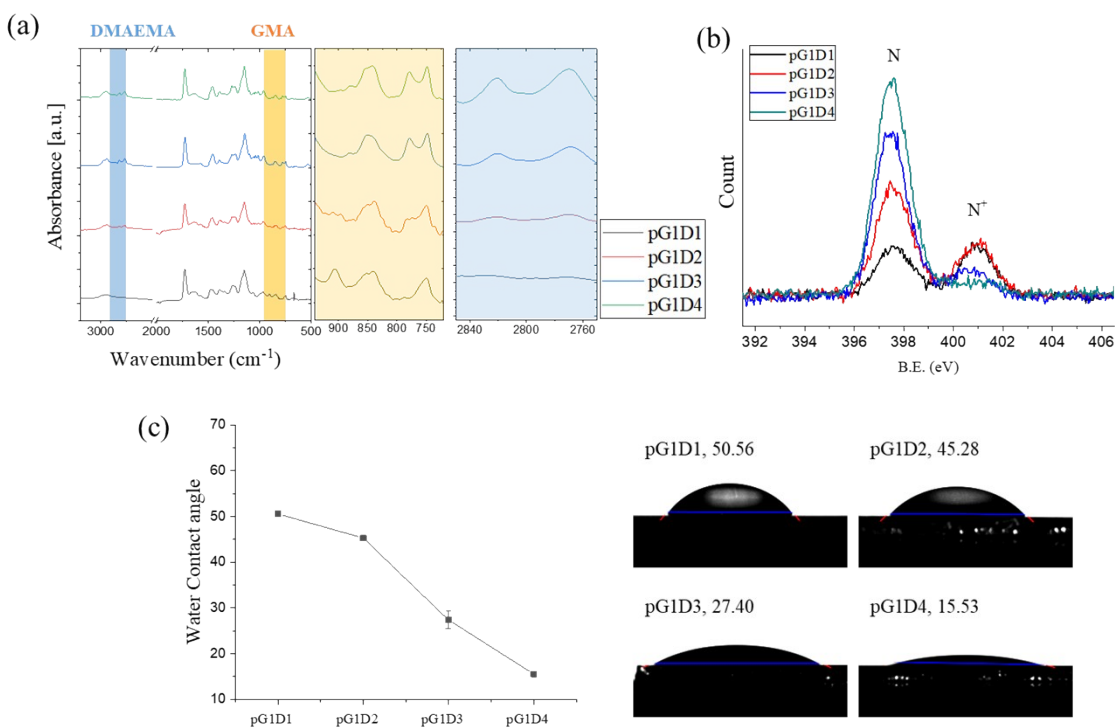 (a)
DMAEMA GMA
Absorbance [a.u.]
3000 2000 1500 1000 500
900 850 800 750
2840 2800 2760
Wavenumber (cm⁻¹)
pG1D1
pG1D2
pG1D3
pG1D4
(b)
pG1D1
pG1D2
pG1D3
pG1D4
N
N⁺
Count
392 394 396 398 400 402 404 406
B.E. (eV)
(c)
Water Contact angle
70
60
50
40
30
20
10
pG1D1 pG1D2 pG1D3 pG1D4
pG1D1, 50.56 pG1D2, 45.28
pG1D3, 27.40 pG1D4, 15.53